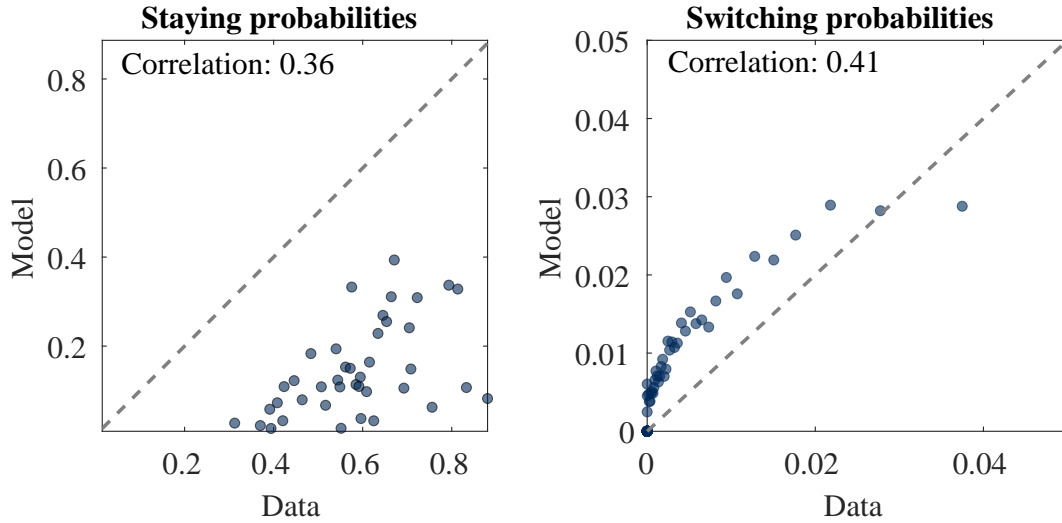 Staying probabilities
Correlation: 0.36
0.8
0.6
0.4
0.2
Model
0.2 0.4 0.6 0.8
Data
Switching probabilities
Correlation: 0.41
0.05
0.04
0.03
0.02
0.01
0
Model
0 0.02 0.04
Data